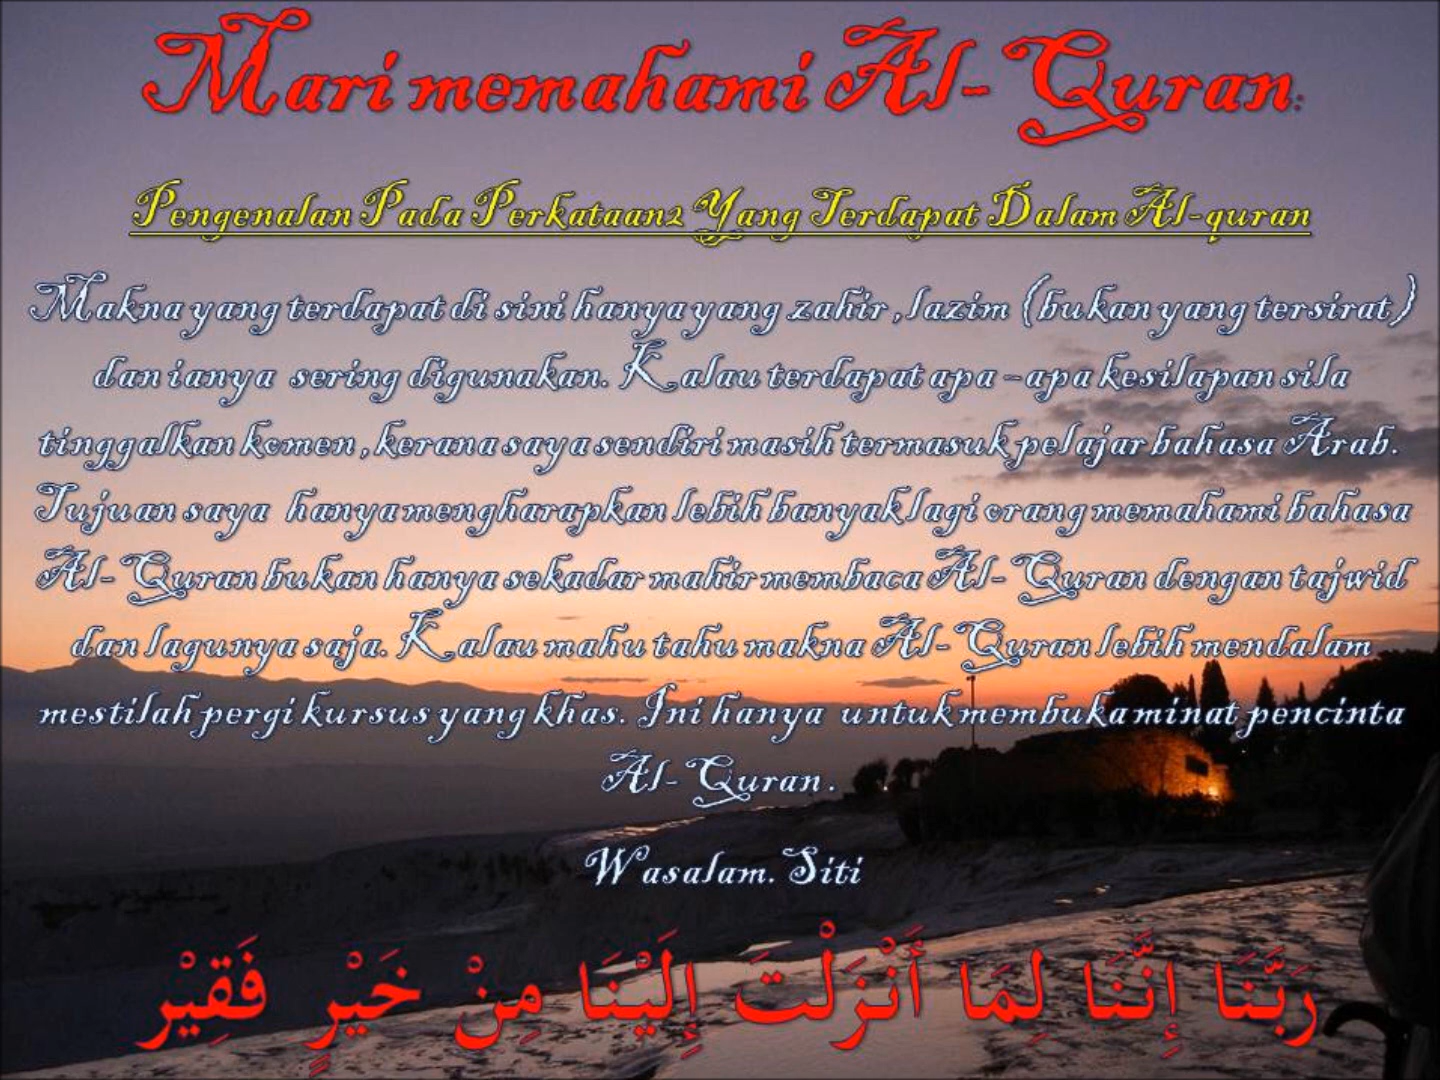 Mari memahami Al-Quran:
Pengenalan Pada Perkataan2 Yang Terdapat Dalam Al-quran
Makna yang terdapat di sini hanya yang zahir, lazim (bukan yang tersirat)
dan ianya sering digunakan. Kalau terdapat apa -apa kesilapan sila
tinggalkan komen, kerana saya sendiri masih termasuk pelajar bahasa Arab.
Tujuan saya hanya mengharapkan lebih banyak lagi orang memahami bahasa
Al-Quran bukan hanya sekadar mahir membaca Al-Quran dengan tajwid
dan lagunya saja. Kalau mahu tahu makna Al-Quran lebih mendalam
mestilah pergi kursus yang khas. Ini hanya untuk membuka minat pencinta
Al-Quran.
Wasalam. Siti
رَبَّنَا إِنَّنَا لِمَا أَنْزَلْتَ إِلَيْنَا مِنْ خَيْرٍ فَقِيْر